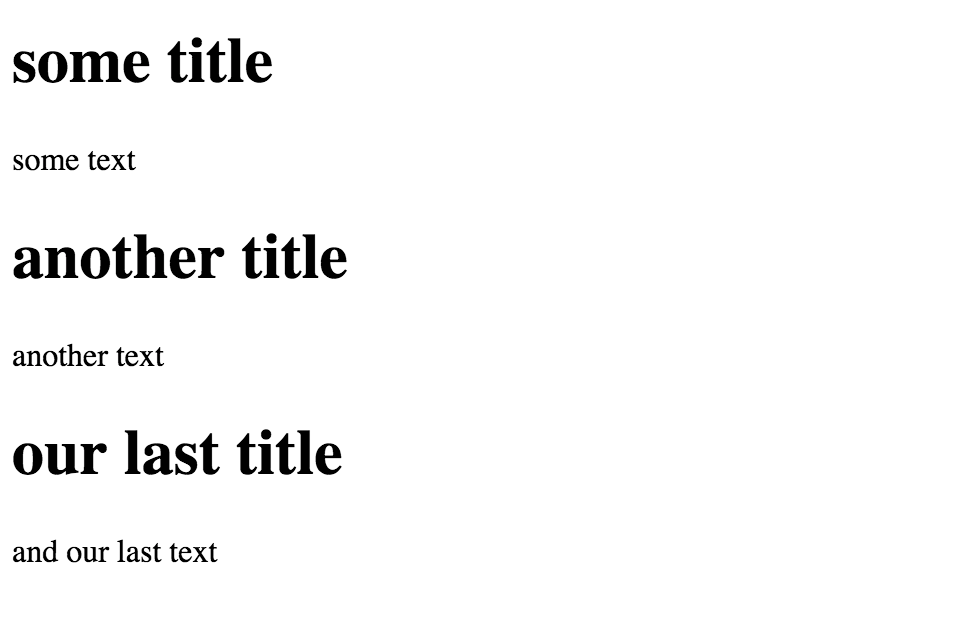 some title
some text
another title
another text
our last title
and our last text